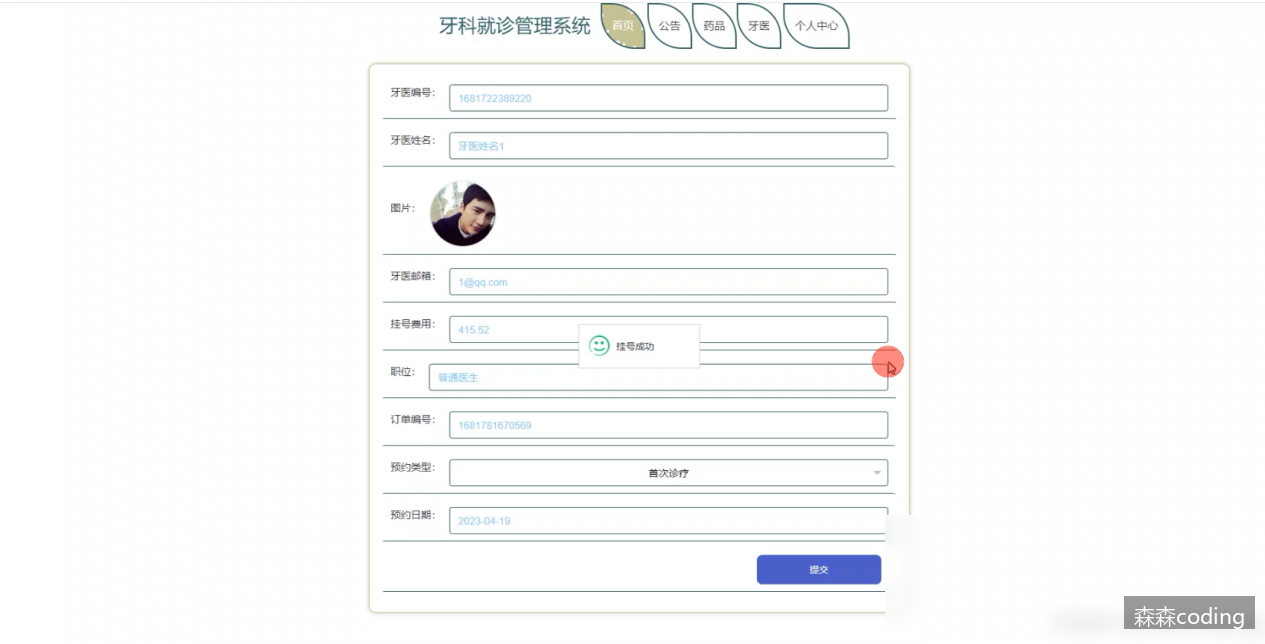 牙科就诊管理系统 首页 公告 药品 牙医 个人中心
牙医编号： 1681722389220
牙医姓名： 牙医姓名1
图片：
牙医邮箱： 1@qq.com
挂号费用： 415.52
挂号成功
职位： 普通医生
订单编号： 1681781670569
预约类型： 首次诊疗
预约日期： 2023-04-19
提交
森森coding